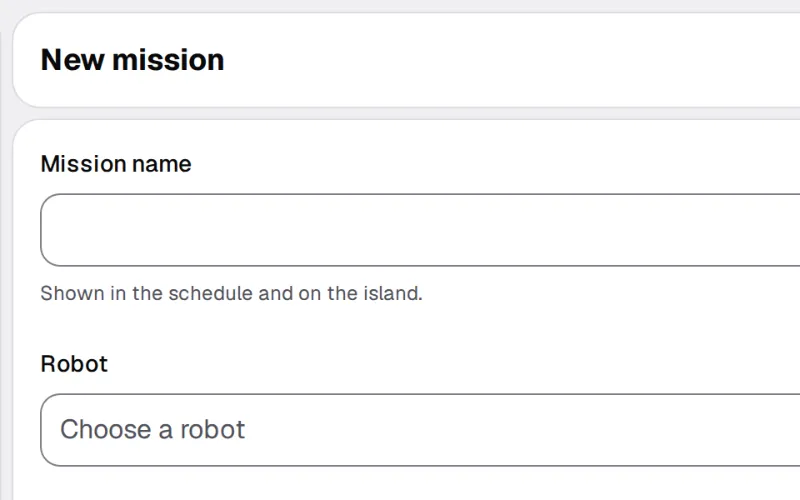 New mission
Mission name
Shown in the schedule and on the island.
Robot
Choose a robot